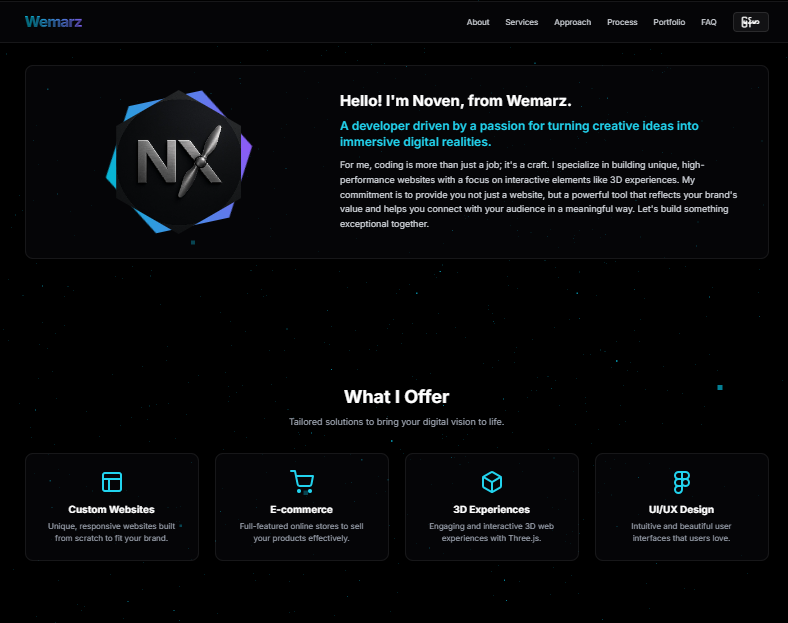 Wemarz
About Services Approach Process Portfolio FAQ
NX
Hello! I'm Noven, from Wemarz.
A developer driven by a passion for turning creative ideas into
immersive digital realities.
For me, coding is more than just a job; it's a craft. I specialize in building unique, high-
performance websites with a focus on interactive elements like 3D experiences. My
commitment is to provide you not just a website, but a powerful tool that reflects your brand's
value and helps you connect with your audience in a meaningful way. Let's build something
exceptional together.
What I Offer
Tailored solutions to bring your digital vision to life.
Custom Websites
Unique, responsive websites built
from scratch to fit your brand.
E-commerce
Full-featured online stores to sell
your products effectively.
3D Experiences
Engaging and interactive 3D web
experiences with Three.js.
UI/UX Design
Intuitive and beautiful user
interfaces that users love.